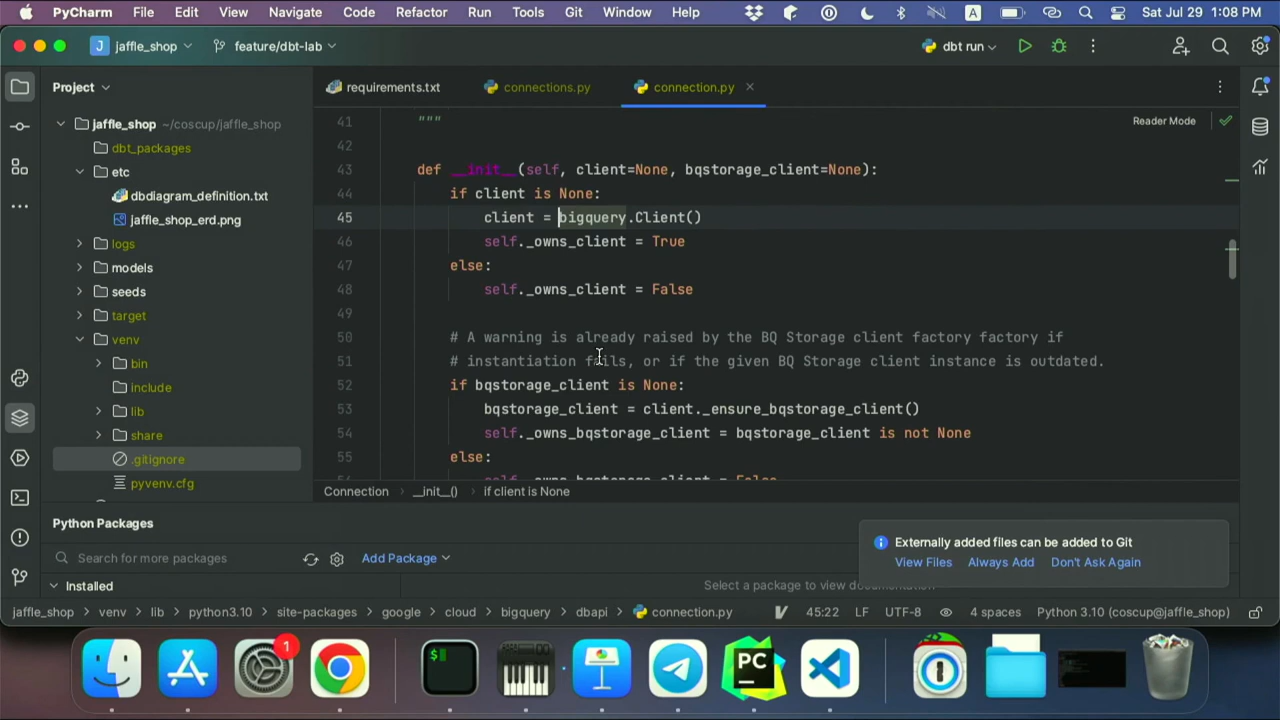 PyCharm File Edit View Navigate Code Refactor Run Tools Git Window Help A Sat Jul 29 1:08 PM
J jaffle_shop feature/dbt-lab dbt run
Project
requirements.txt connections.py connection.py
jaffle_shop ~/coscup/jaffle_shop
dbt_packages
etc
dbdiagram_definition.txt
jaffle_shop_erd.png
logs
models
seeds
target
venv
bin
include
lib
share
.gitignore
pyvenv.cfg
Reader Mode
41 """
42
43 def __init__(self, client=None, bqstorage_client=None):
44 if client is None:
45 client = bigquery.Client()
46 self._owns_client = True
47 else:
48 self._owns_client = False
49
50 # A warning is already raised by the BQ Storage client factory factory if
51 # instantiation fails, or if the given BQ Storage client instance is outdated.
52 if bqstorage_client is None:
53 bqstorage_client = client._ensure_bqstorage_client()
54 self._owns_bqstorage_client = bqstorage_client is not None
55 else:
Connection __init__() if client is None
Python Packages
Search for more packages Add Package
Installed
Select a package to view documentation
Externally added files can be added to Git
View Files Always Add Don't Ask Again
jaffle_shop venv lib python3.10 site-packages google cloud bigquery dbapi connection.py 45:22 LF UTF-8 4 spaces Python 3.10 (coscup@jaffle_shop)
1
$
PC